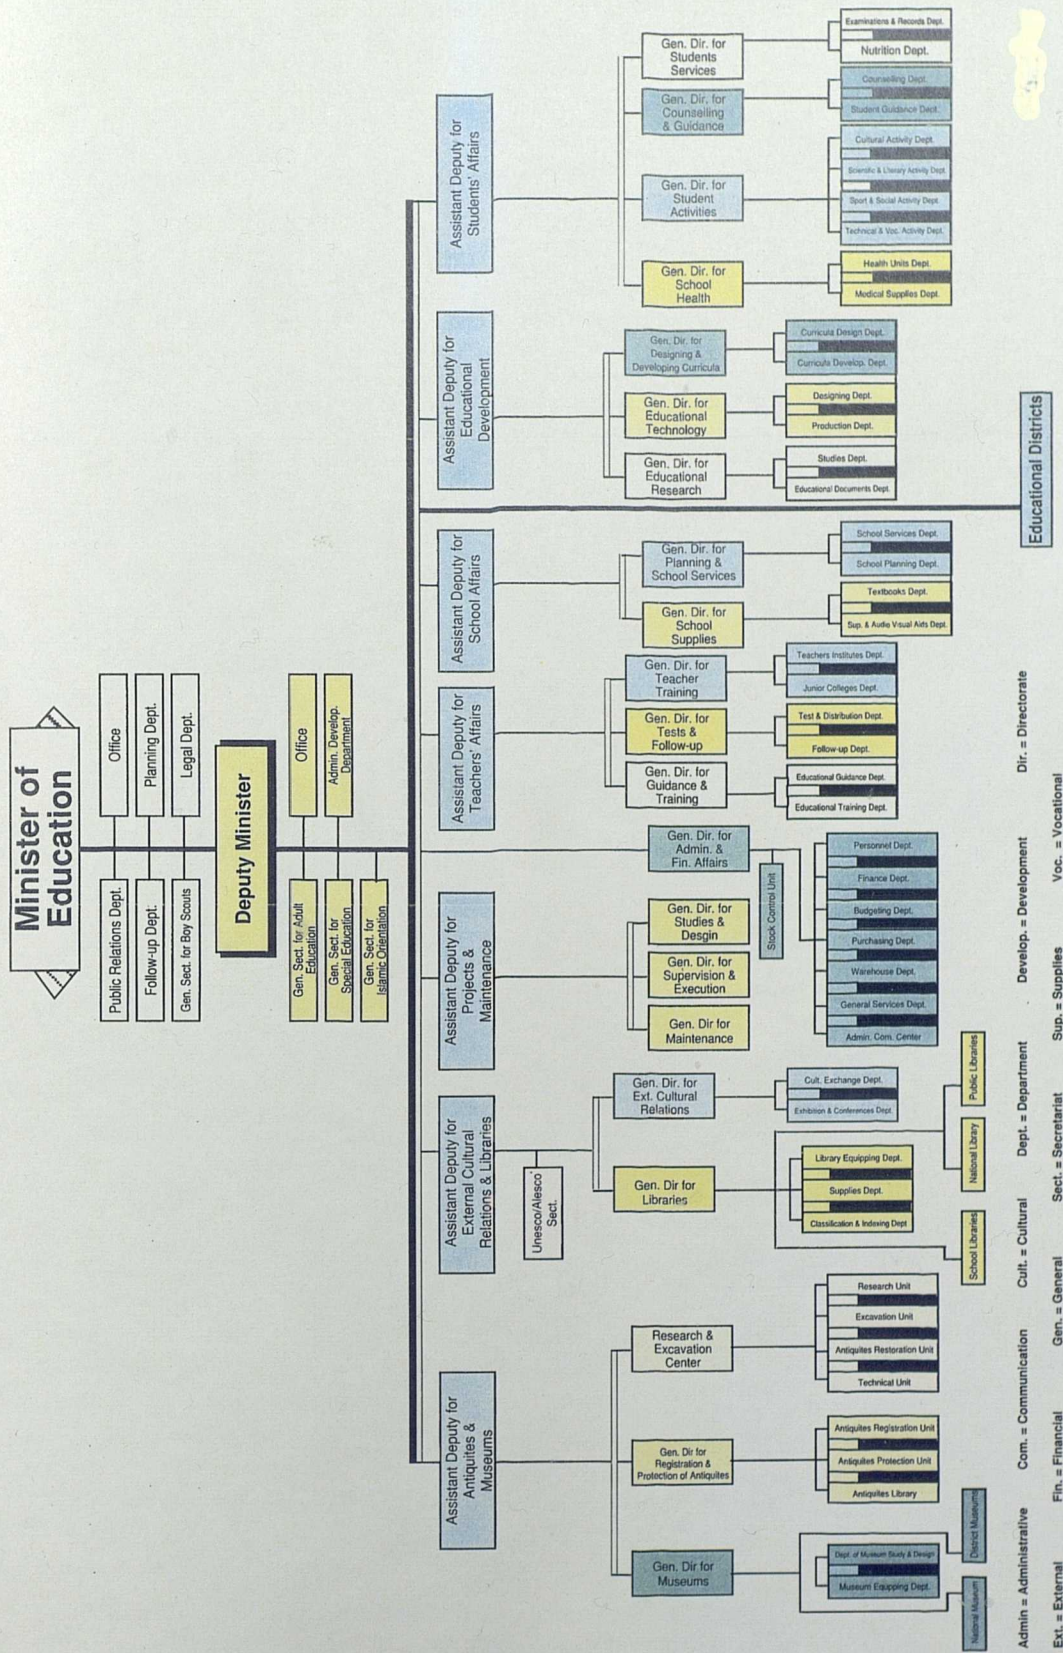 Minister of
Education
Public Relations Dept.
Office
Follow-up Dept.
Planning Dept.
Gen. Sect. for Boy Scouts
Legal Dept.
Deputy Minister
Gen. Sect. for Adult
Education
Office
Gen. Sect. for
Special Education
Admin. Develop.
Department
Gen. Sect. for
Islamic Orientation
Assistant Deputy for
Antiquites &
Museums
Gen. Dir for
Museums
Dept. of Museum Study & Design
Museum Equpping Dept.
National Museum
District Museums
Gen. Dir for
Registration &
Protection of Antiquites
Antiquites Registration Unit
Antiquites Protection Unit
Antiquites Library
Research &
Excavation
Center
Research Unit
Excavation Unit
Antiquites Restoration Unit
Technical Unit
Assistant Deputy for
External Cultural
Relations & Libraries
Unesco/Alesco
Sect.
Gen. Dir for
Libraries
Library Equipping Dept.
Supplies Dept.
Classification & Indexing Dept
School Libraries
National Library
Public Libraries
Gen. Dir. for
Ext. Cultural
Relations
Cult. Exchange Dept.
Exhibition & Conferences Dept.
Assistant Deputy for
Projects &
Maintenance
Gen. Dir for
Maintenance
Gen. Dir. for
Supervision &
Execution
Gen. Dir for
Studies &
Desgin
Gen. Dir. for
Admin. &
Fin. Affairs
Stock Control Unit
Personnel Dept.
Finance Dept.
Budgeting Dept.
Purchasing Dept.
Warehouse Dept.
General Services Dept.
Admin. Com. Center
Assistant Deputy for
Teachers' Affairs
Gen. Dir. for
Guidance &
Training
Educational Guidance Dept.
Educational Training Dept.
Gen. Dir. for
Tests &
Follow-up
Test & Distribution Dept.
Follow-up Dept.
Gen. Dir. for
Teacher
Training
Teachers Institutes Dept.
Junior Colleges Dept.
Assistant Deputy for
School Affairs
Gen. Dir. for
School
Supplies
Textbooks Dept.
Sup. & Audio Visual Aids Dept.
Gen. Dir. for
Planning &
School Services
School Services Dept.
School Planning Dept.
Educational Districts
Assistant Deputy for
Educational
Development
Gen. Dir. for
Educational
Research
Studies Dept.
Educational Documents Dept.
Gen. Dir. for
Educational
Technology
Designing Dept.
Production Dept.
Gen. Dir. for
Designing &
Developing Curricula
Curricula Design Dept.
Curricula Develop. Dept.
Assistant Deputy for
Students' Affairs
Gen. Dir. for
School
Health
Health Units Dept.
Medical Supplies Dept.
Gen. Dir. for
Student
Activities
Cultural Activity Dept.
Scientific & Literary Activity Dept.
Sport & Social Activity Dept.
Technical & Voc. Activity Dept.
Gen. Dir. for
Counselling
& Guidance
Counselling Dept.
Student Guidance Dept.
Gen. Dir. for
Students
Services
Examinations & Records Dept.
Nutrition Dept.
Admin = Administrative Com. = Communication Cult. = Cultural Dept. = Department Develop. = Development Dir. = Directorate
Ext. = External Fin. = Financial Gen. = General Sect. = Secretariat Sup. = Supplies Voc. = Vocational